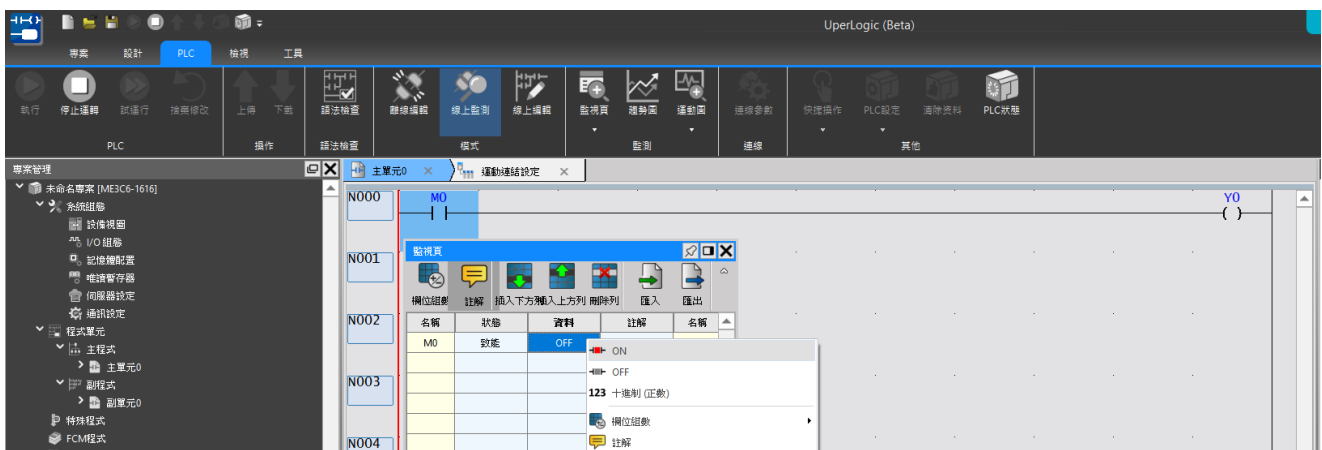 UperLogic (Beta)
專案 設計 PLC 檢視 工具
執行 停止運轉 試運行 捨棄修改 上傳 下載 語法檢查 離線編輯 線上監測 線上編輯 監視頁 趨勢圖 運動圖 連線參數 快捷操作 PLC設定 清除資料 PLC狀態
PLC 操作 語法檢查 模式 監測 連線 其他
專案管理
主單元0 運動連結設定
未命名專案 [ME3C6-1616]
系統組態
設備視圖
I/O 組態
記憶體配置
唯讀暫存器
伺服器設定
通訊設定
程式單元
主程式
主單元0
副程式
副單元0
特殊程式
FCM程式
N000 M0 Y0
N001
N002
N003
N004
監視頁
欄位組數 註解 插入下方列 插入上方列 刪除列 匯入 匯出
名稱 狀態 資料 註解 名稱
M0 致能 OFF
ON
OFF
123 十進制 (正數)
欄位組數
註解